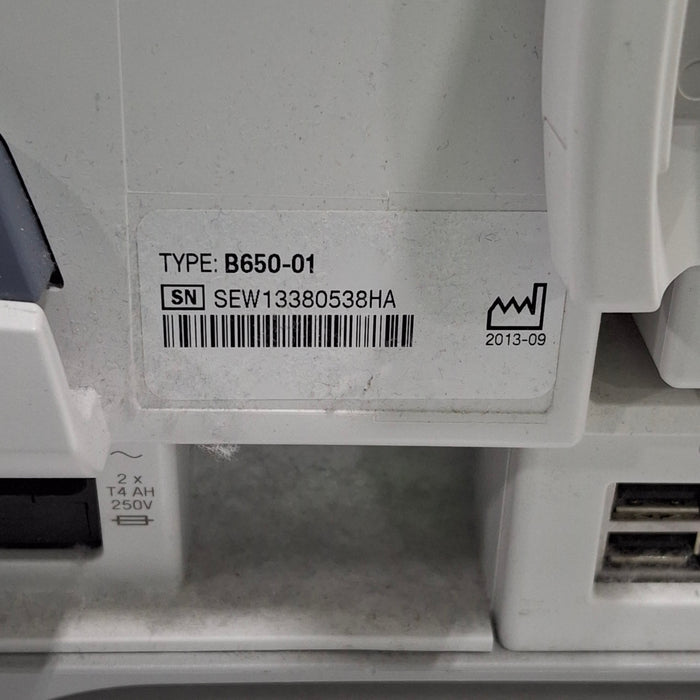 TYPE: B650-01
SN SEW13380538HA
2013-09
2 x
T4 AH
250V